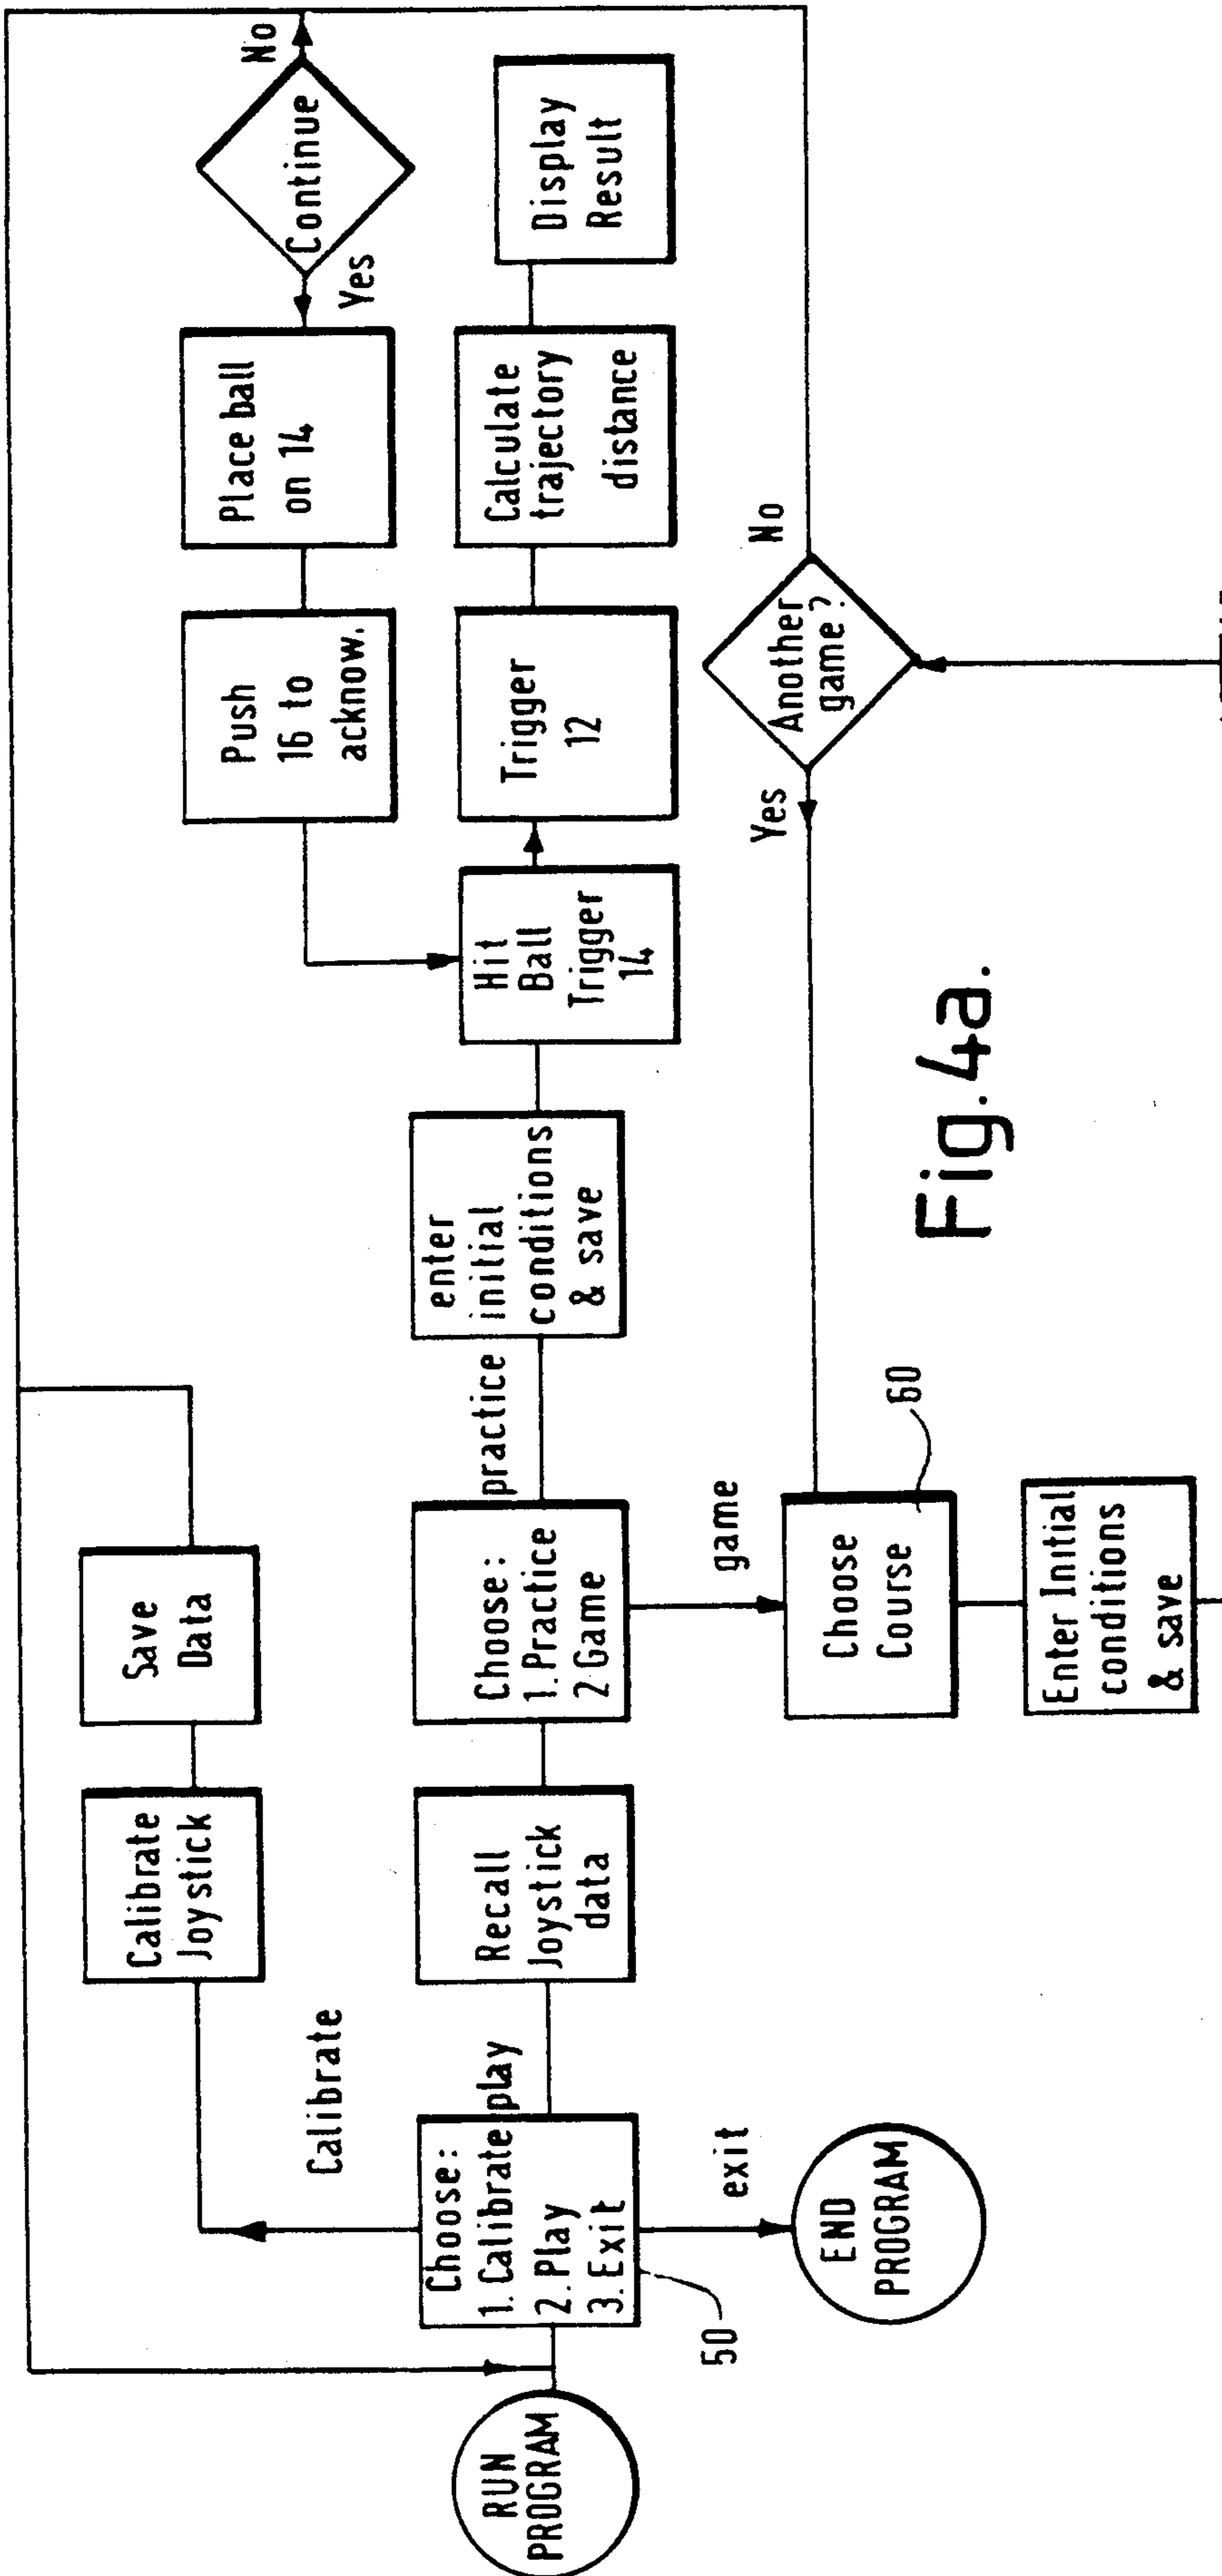 RUN
PROGRAM
Choose:
1. Calibrate
2. Play
3. Exit
50
Calibrate
play
exit
END
PROGRAM
Calibrate
Joystick
Save
Data
Recall
Joystick
data
Choose:
1. Practice
2 Game
practice
game
enter
initial
conditions
& save
Hit
Ball
Trigger
14
Trigger
12
Calculate
trajectory
distance
Display
Result
Push
16 to
acknow.
Place ball
on 14
Yes
Continue
No
Choose
Course
60
Enter Initial
conditions
& save
Yes
Another
game?
No
Fig.4a.